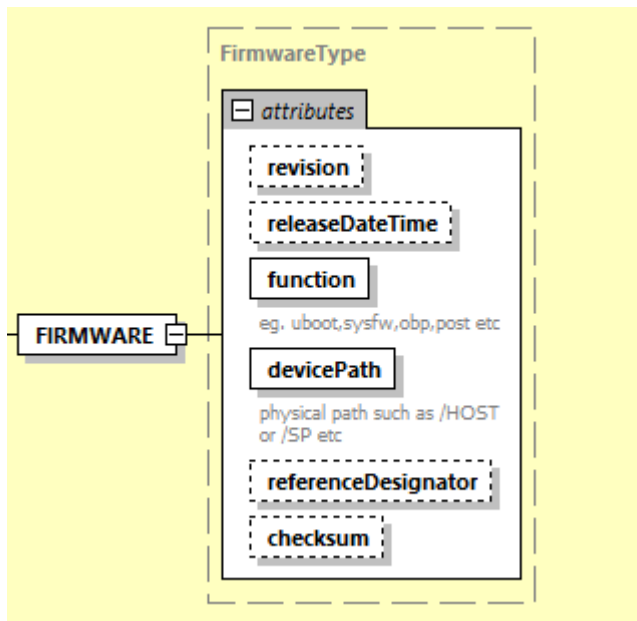 FirmwareType
attributes
revision
releaseDateTime
function
eg. uboot,sysfw,obp,post etc
FIRMWARE
devicePath
physical path such as /HOST
or /SP etc
referenceDesignator
checksum